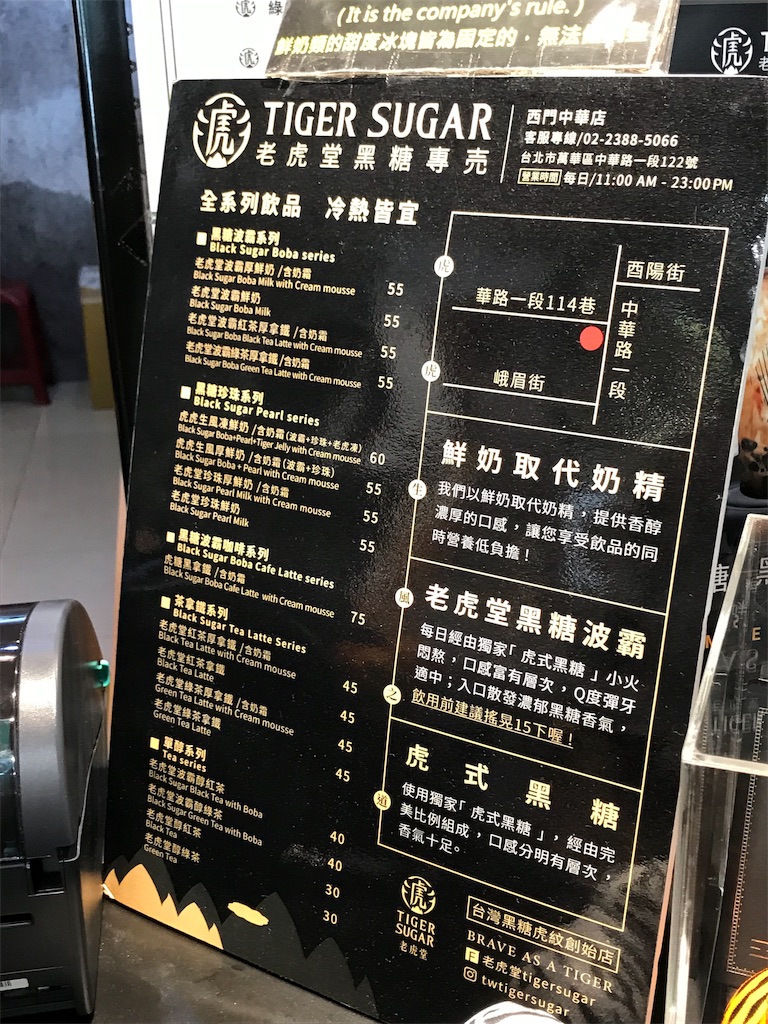 綠
( It is the company's rule. )
鮮奶類的甜度冰塊皆為固定的，無法
虎
TIGER SUGAR
老虎堂黑糖專売
西門中華店
客服專線/02-2388-5066
台北市萬華區中華路一段122號
營業時間 每日/11:00 AM - 23:00PM
全系列飲品 冷熱皆宜
黑糖波霸系列
Black Sugar Boba series
老虎堂波霸厚鮮奶 /含奶霜
Black Sugar Boba Milk with Cream mousse 55
老虎堂波霸鮮奶
Black Sugar Boba Milk 55
老虎堂波霸紅茶厚拿鐵 /含奶霜
Black Sugar Boba Black Tea Latte with Cream mousse 55
老虎堂波霸綠茶厚拿鐵 /含奶霜
Black Sugar Boba Green Tea Latte with Cream mousse 55
黑糖珍珠系列
Black Sugar Pearl series
虎虎生風凍鮮奶 /含奶霜 (波霸+珍珠+老虎凍)
Black Sugar Boba+Pearl+Tiger Jelly with Cream mousse 60
虎虎生風厚鮮奶 /含奶霜 (波霸+珍珠)
Black Sugar Boba + Pearl with Cream mousse 55
老虎堂珍珠厚鮮奶 /含奶霜
Black Sugar Pearl Milk with Cream mousse 55
老虎堂珍珠鮮奶
Black Sugar Pearl Milk 55
黑糖波霸咖啡系列
Black Sugar Boba Cafe Latte series
虎糖黑拿鐵 /含奶霜
Black Sugar Boba Cafe Latte with Cream mousse 75
茶拿鐵系列
Black Sugar Tea Latte Series
老虎堂紅茶厚拿鐵 /含奶霜
Black Tea Latte with Cream mousse 45
老虎堂紅茶拿鐵
Black Tea Latte 45
老虎堂綠茶厚拿鐵 /含奶霜
Green Tea Latte with Cream mousse 45
老虎堂綠茶拿鐵
Green Tea Latte 45
單醇系列
Tea series
老虎堂波霸醇紅茶
Black Sugar Black Tea with Boba 40
老虎堂波霸醇綠茶
Black Sugar Green Tea with Boba 40
老虎堂醇紅茶
Black Tea 30
老虎堂醇綠茶
Green Tea 30
虎
虎
生
風
之
道
酉陽街
華路一段114巷
中華路一段
峨眉街
鮮奶取代奶精
我們以鮮奶取代奶精，提供香醇
濃厚的口感，讓您享受飲品的同
時營養低負擔！
老虎堂黑糖波霸
每日經由獨家「虎式黑糖」小火
悶熬，口感富有層次，Q度彈牙
適中；入口散發濃郁黑糖香氣，
飲用前建議搖晃15下喔！
虎式黑糖
使用獨家「虎式黑糖」，經由完
美比例組成，口感分明有層次，
香氣十足。
虎
TIGER
SUGAR
老虎堂
台灣黑糖虎紋創始店
BRAVE AS A TIGER
老虎堂tigersugar
twtigersugar